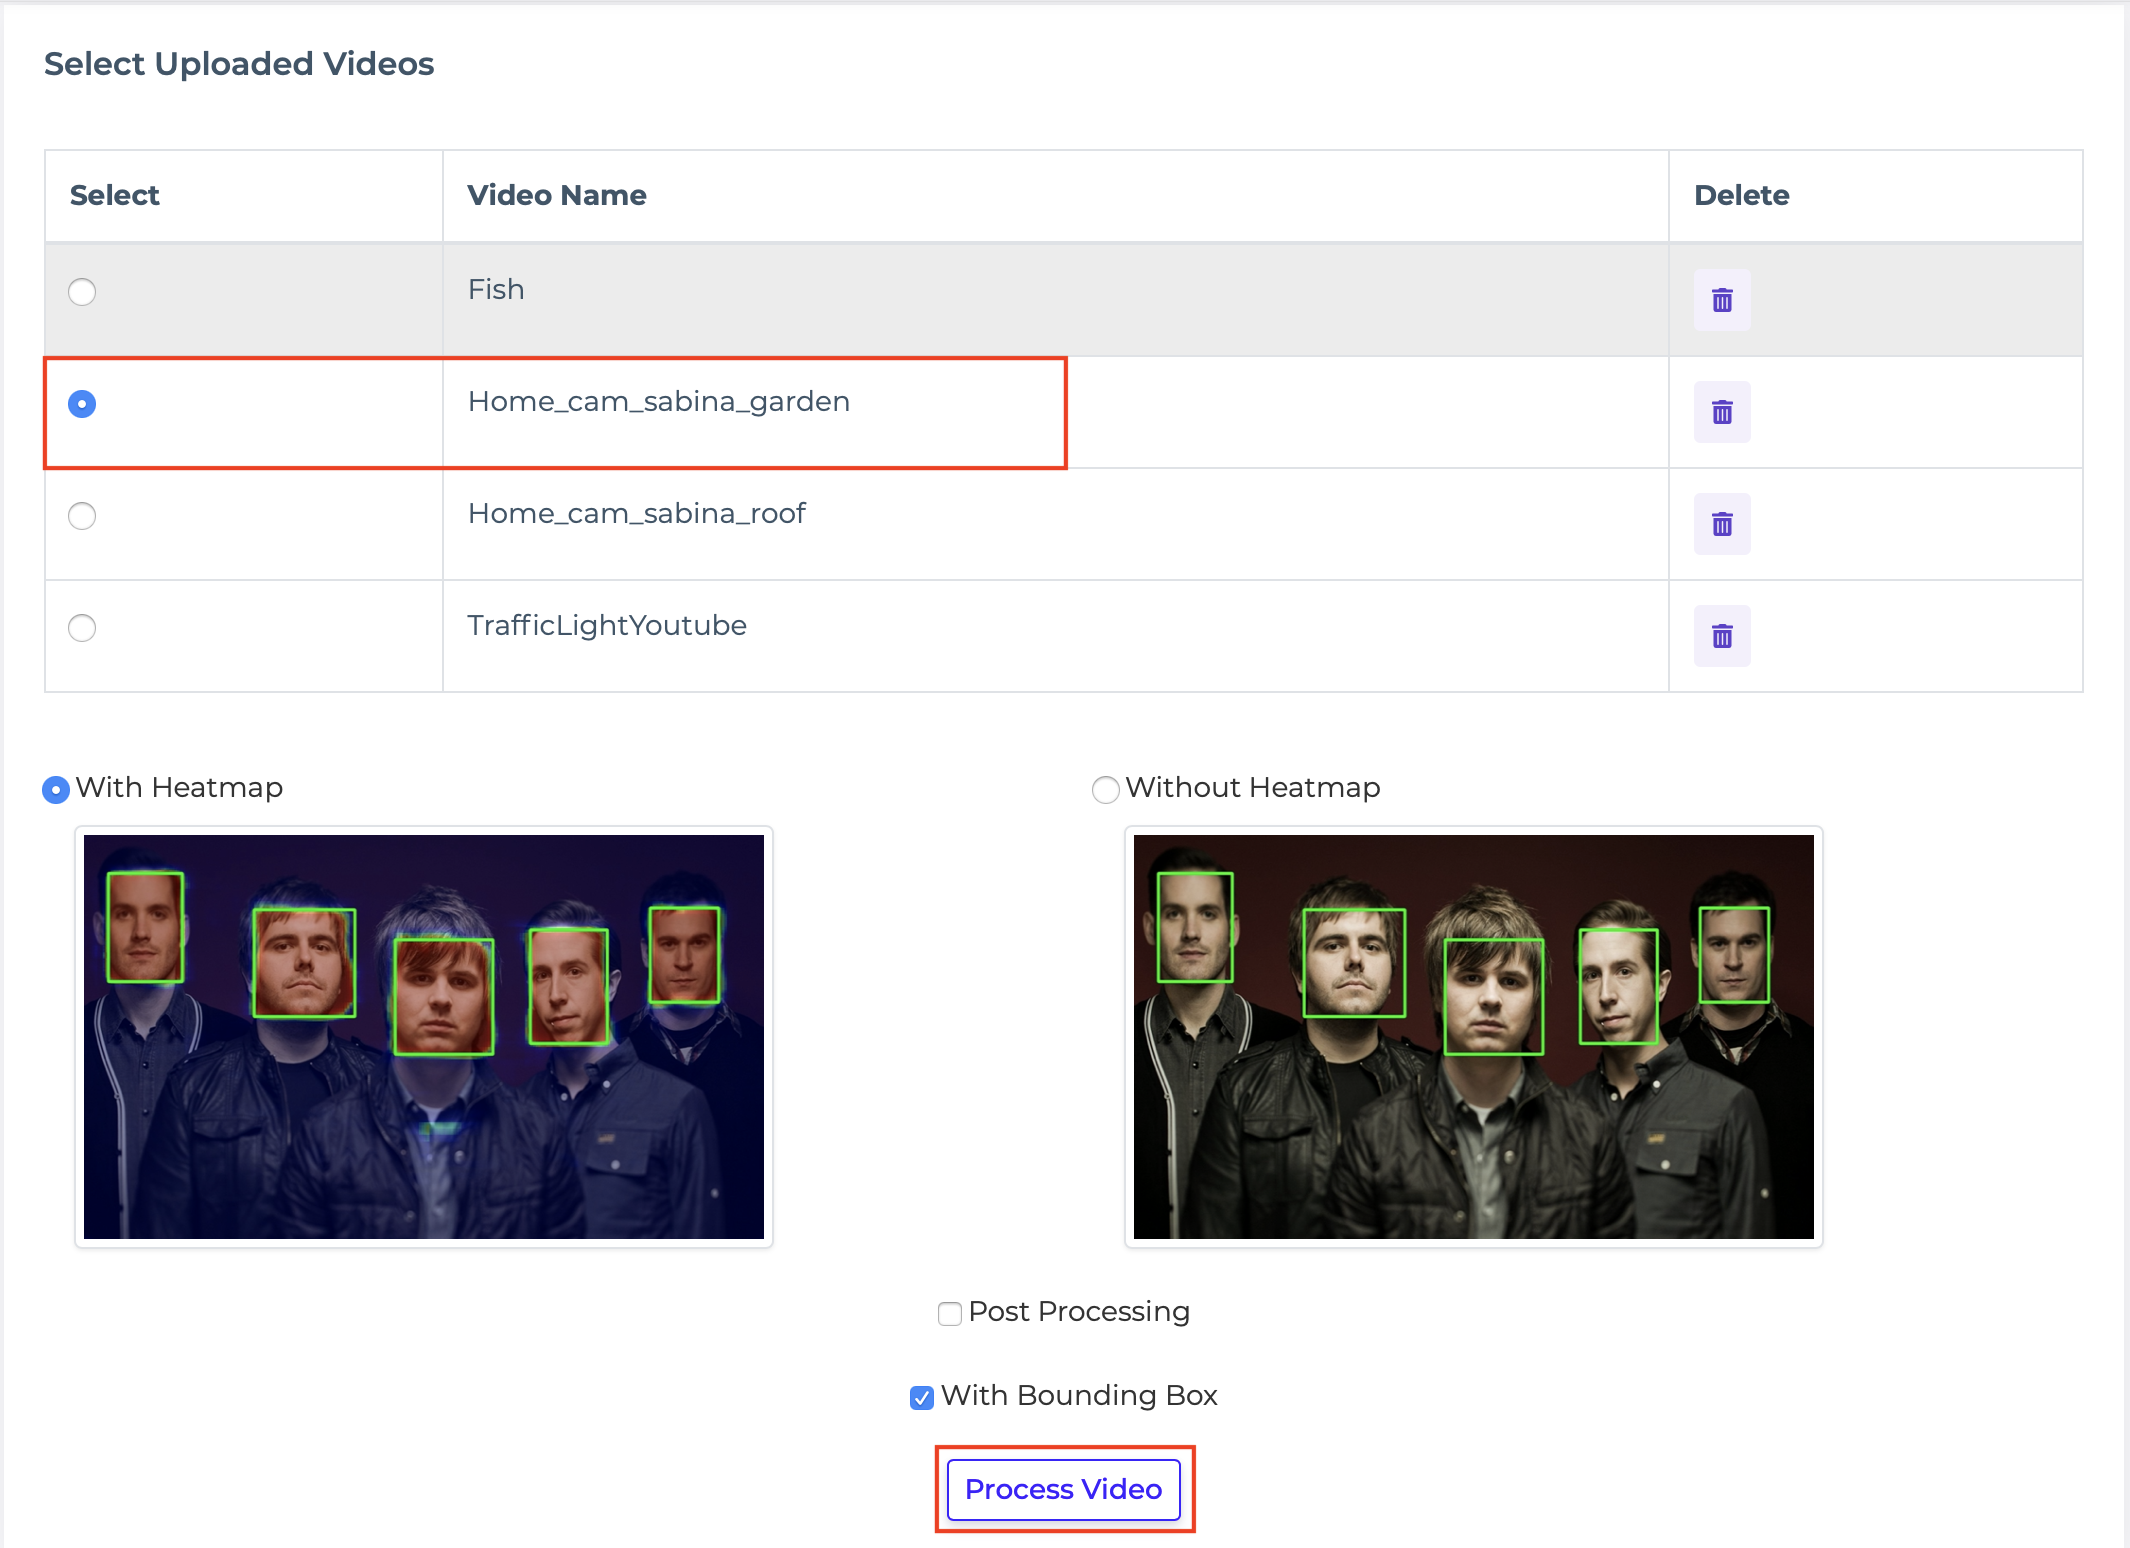 Select Uploaded Videos
Select Video Name Delete
Fish
Home_cam_sabina_garden
Home_cam_sabina_roof
TrafficLightYoutube
With Heatmap Without Heatmap
Post Processing
With Bounding Box
Process Video